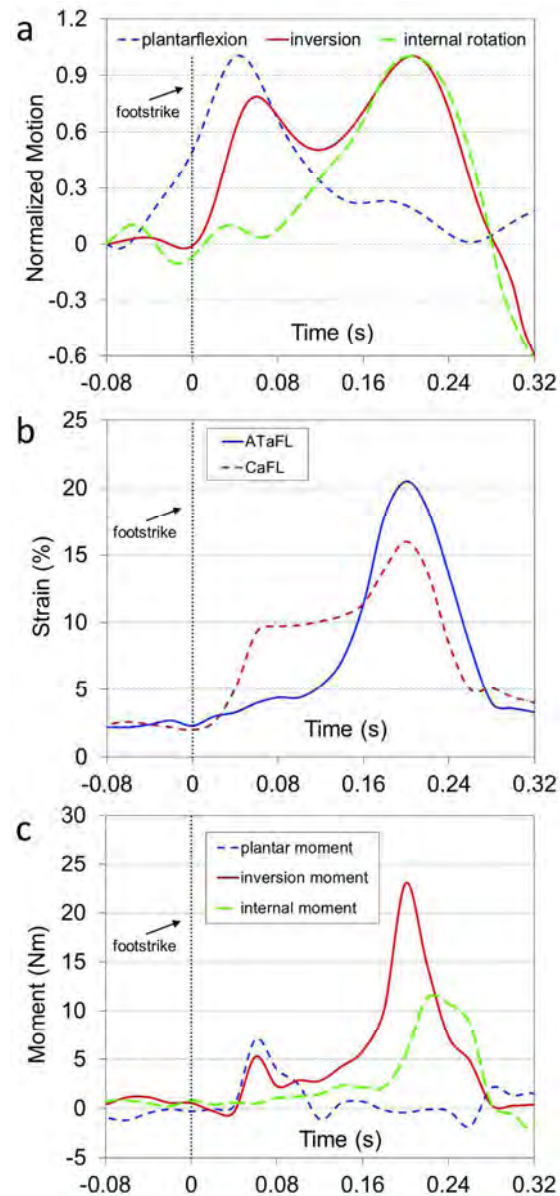 a
plantarflexion inversion internal rotation
footstrike
Normalized Motion
1.2
0.9
0.6
0.3
0
-0.3
-0.6
Time (s)
-0.08 0 0.08 0.16 0.24 0.32
b
ATaFL
CaFL
footstrike
Strain (%)
25
20
15
10
5
0
Time (s)
-0.08 0 0.08 0.16 0.24 0.32
c
plantar moment
inversion moment
internal moment
footstrike
Moment (Nm)
30
25
20
15
10
5
0
-5
Time (s)
-0.08 0 0.08 0.16 0.24 0.32